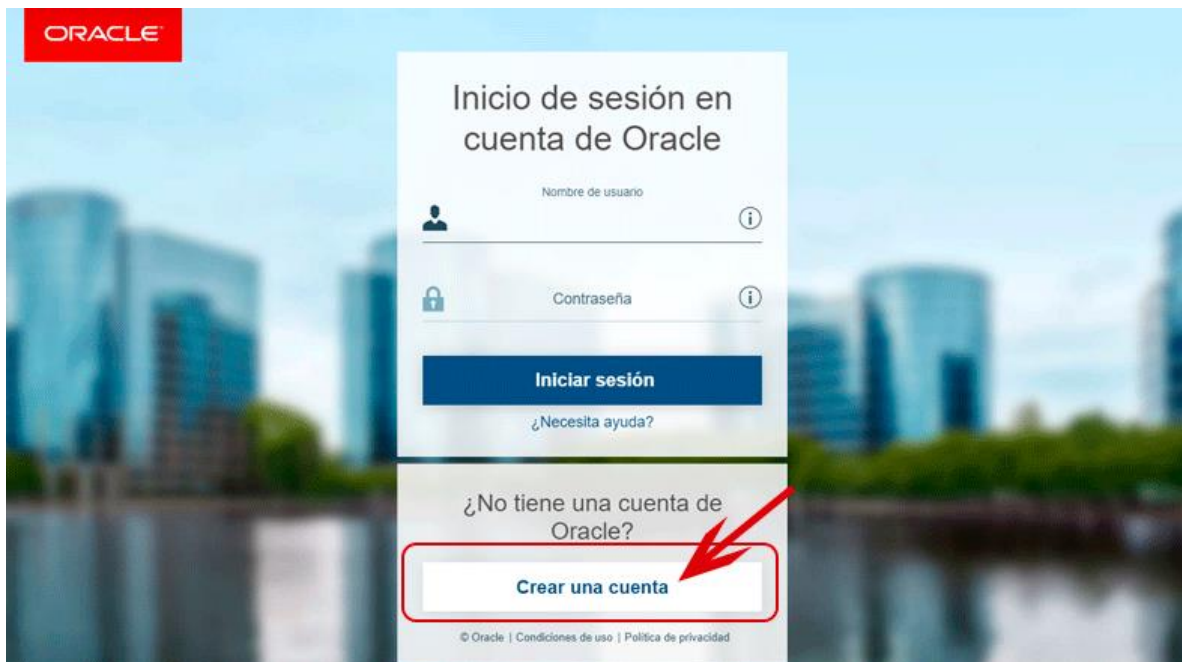 ORACLE
Inicio de sesión en
cuenta de Oracle
Nombre de usuario
Contraseña
Iniciar sesión
¿Necesita ayuda?
¿No tiene una cuenta de
Oracle?
Crear una cuenta
© Oracle | Condiciones de uso | Política de privacidad